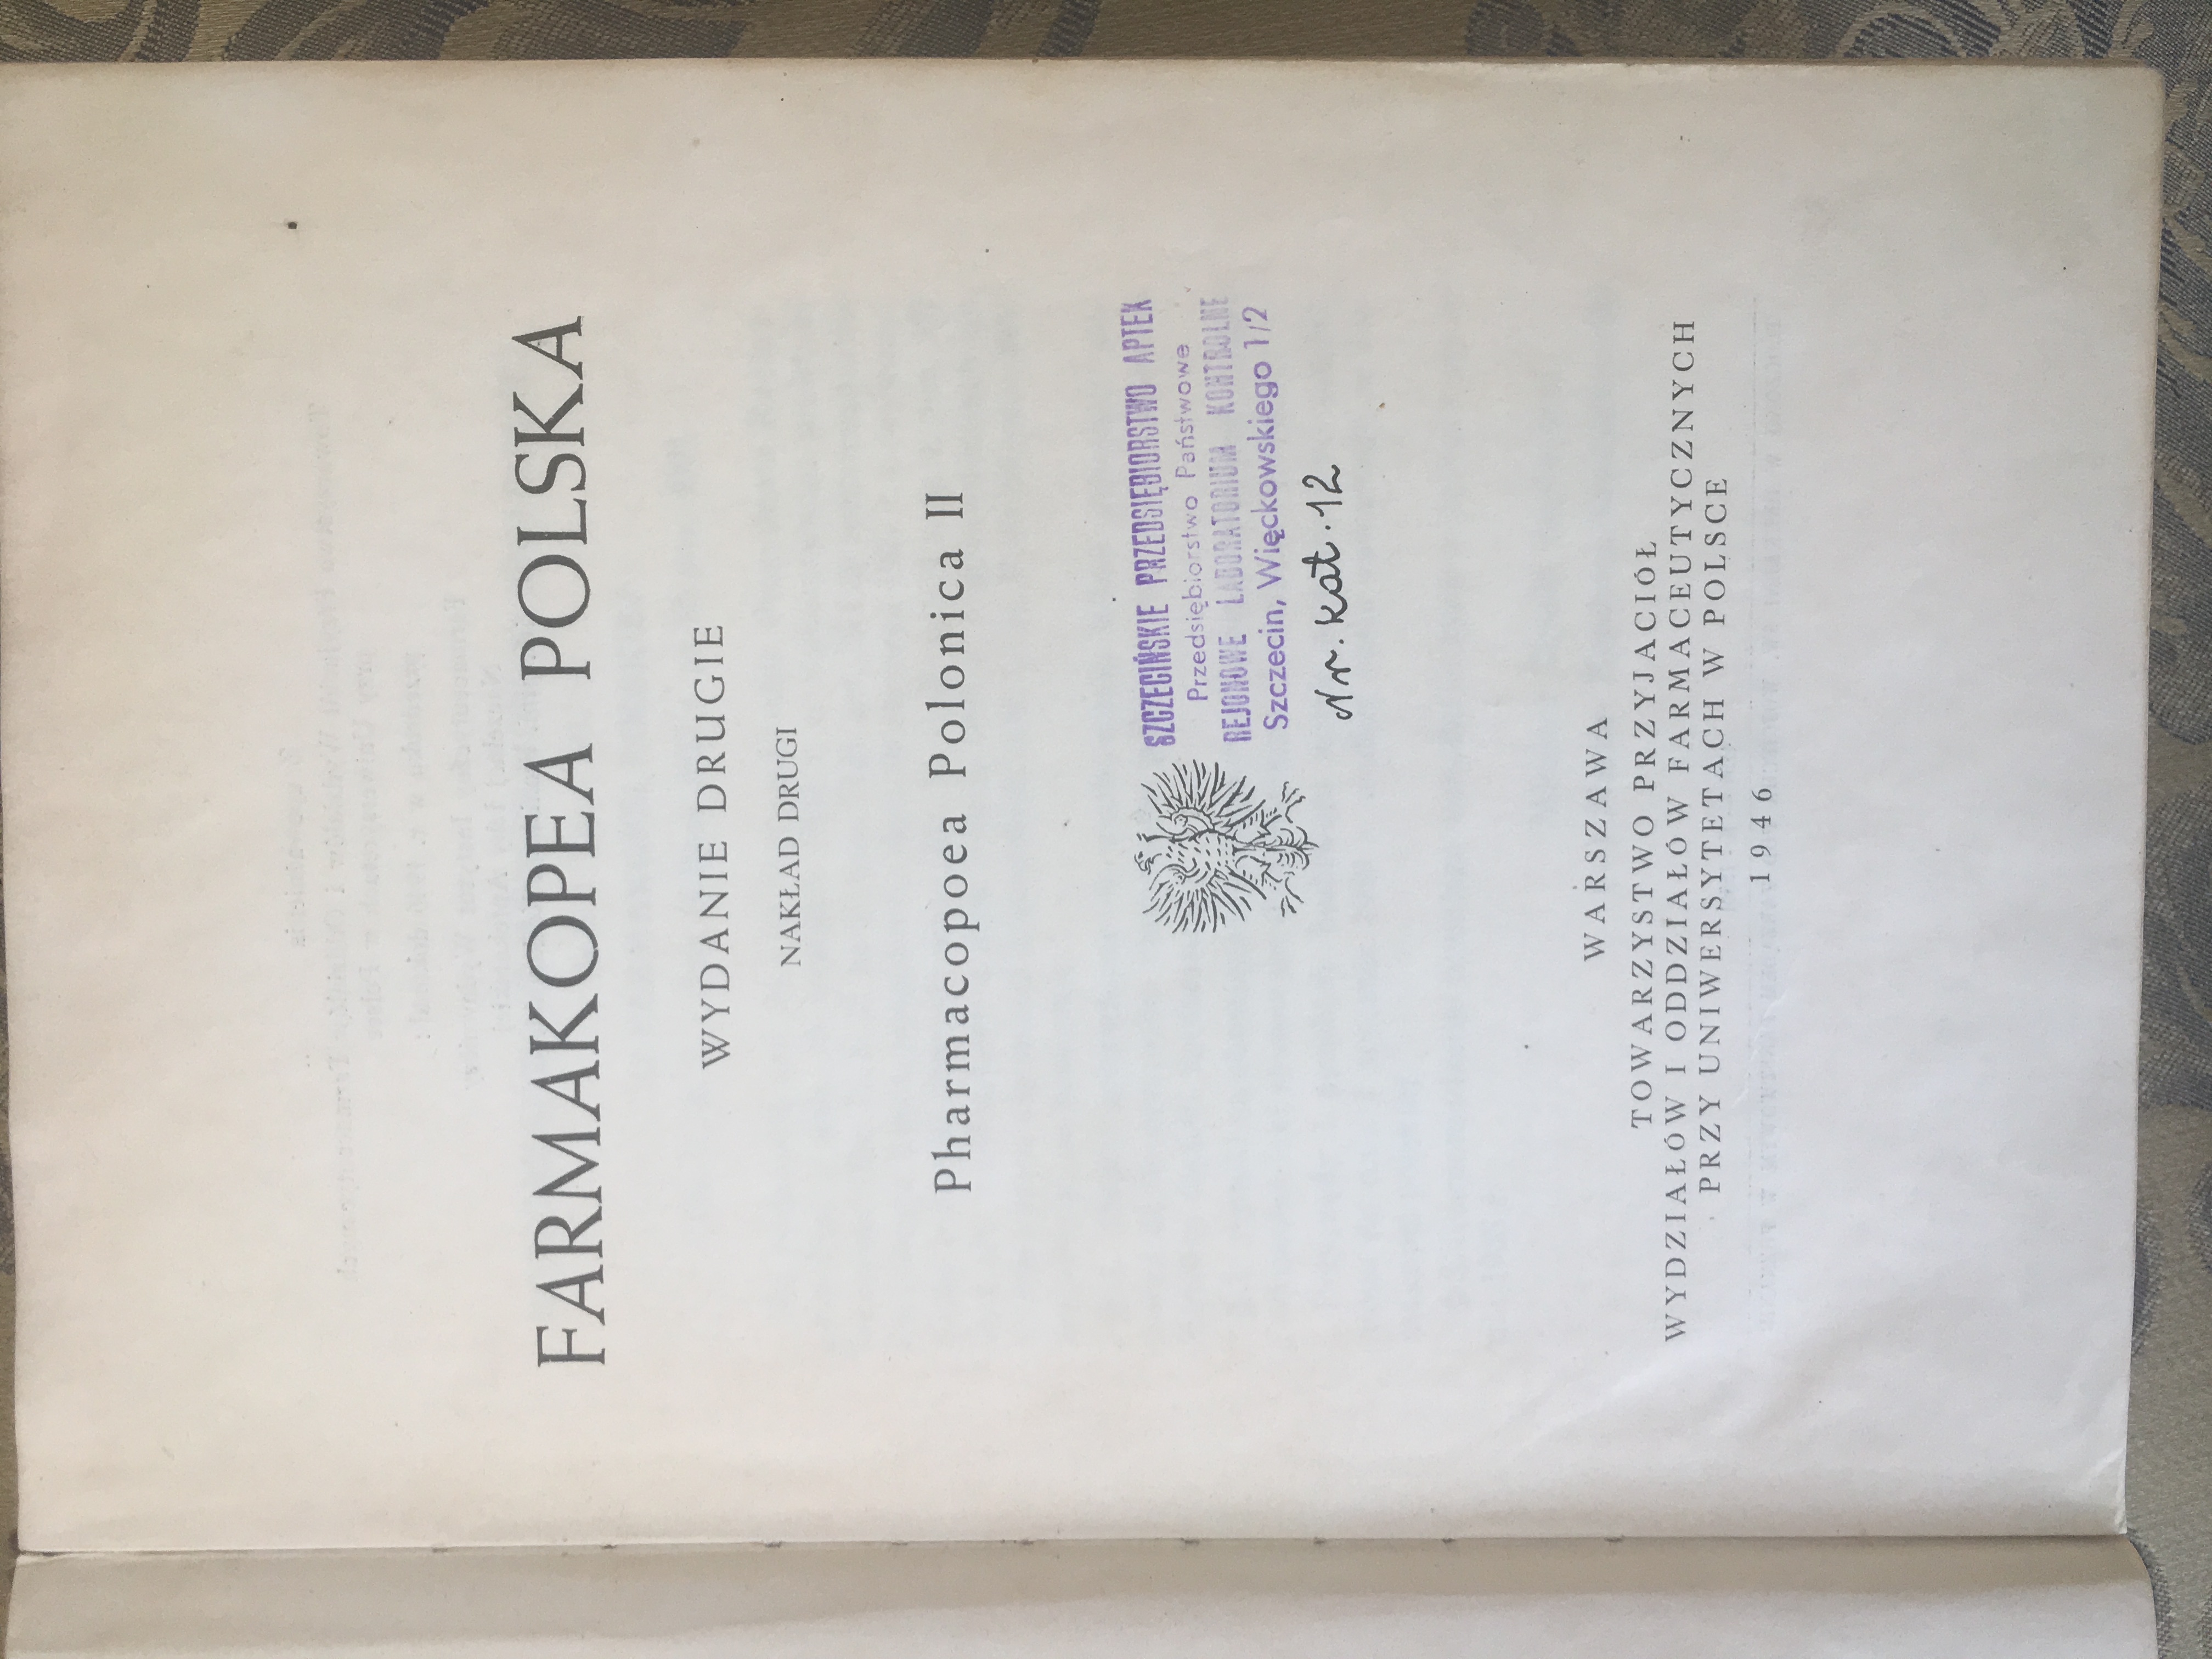 FARMAKOPEA POLSKA
WYDANIE DRUGIE
NAKŁAD DRUGI
Pharmacopoea Polonica II
SZCZECIŃSKIE PRZEDSIĘBIORSTWO APTEK
Przedsiębiorstwo Państwowe
REJONOWE LABORATORIUM KONTROLNE
Szczecin, Więckowskiego 1/2
Nr. kat. 12
WARSZAWA
TOWARZYSTWO PRZYJACIÓŁ
WYDZIAŁÓW I ODDZIAŁÓW FARMACEUTYCZNYCH
PRZY UNIWERSYTETACH W POLSCE
1946